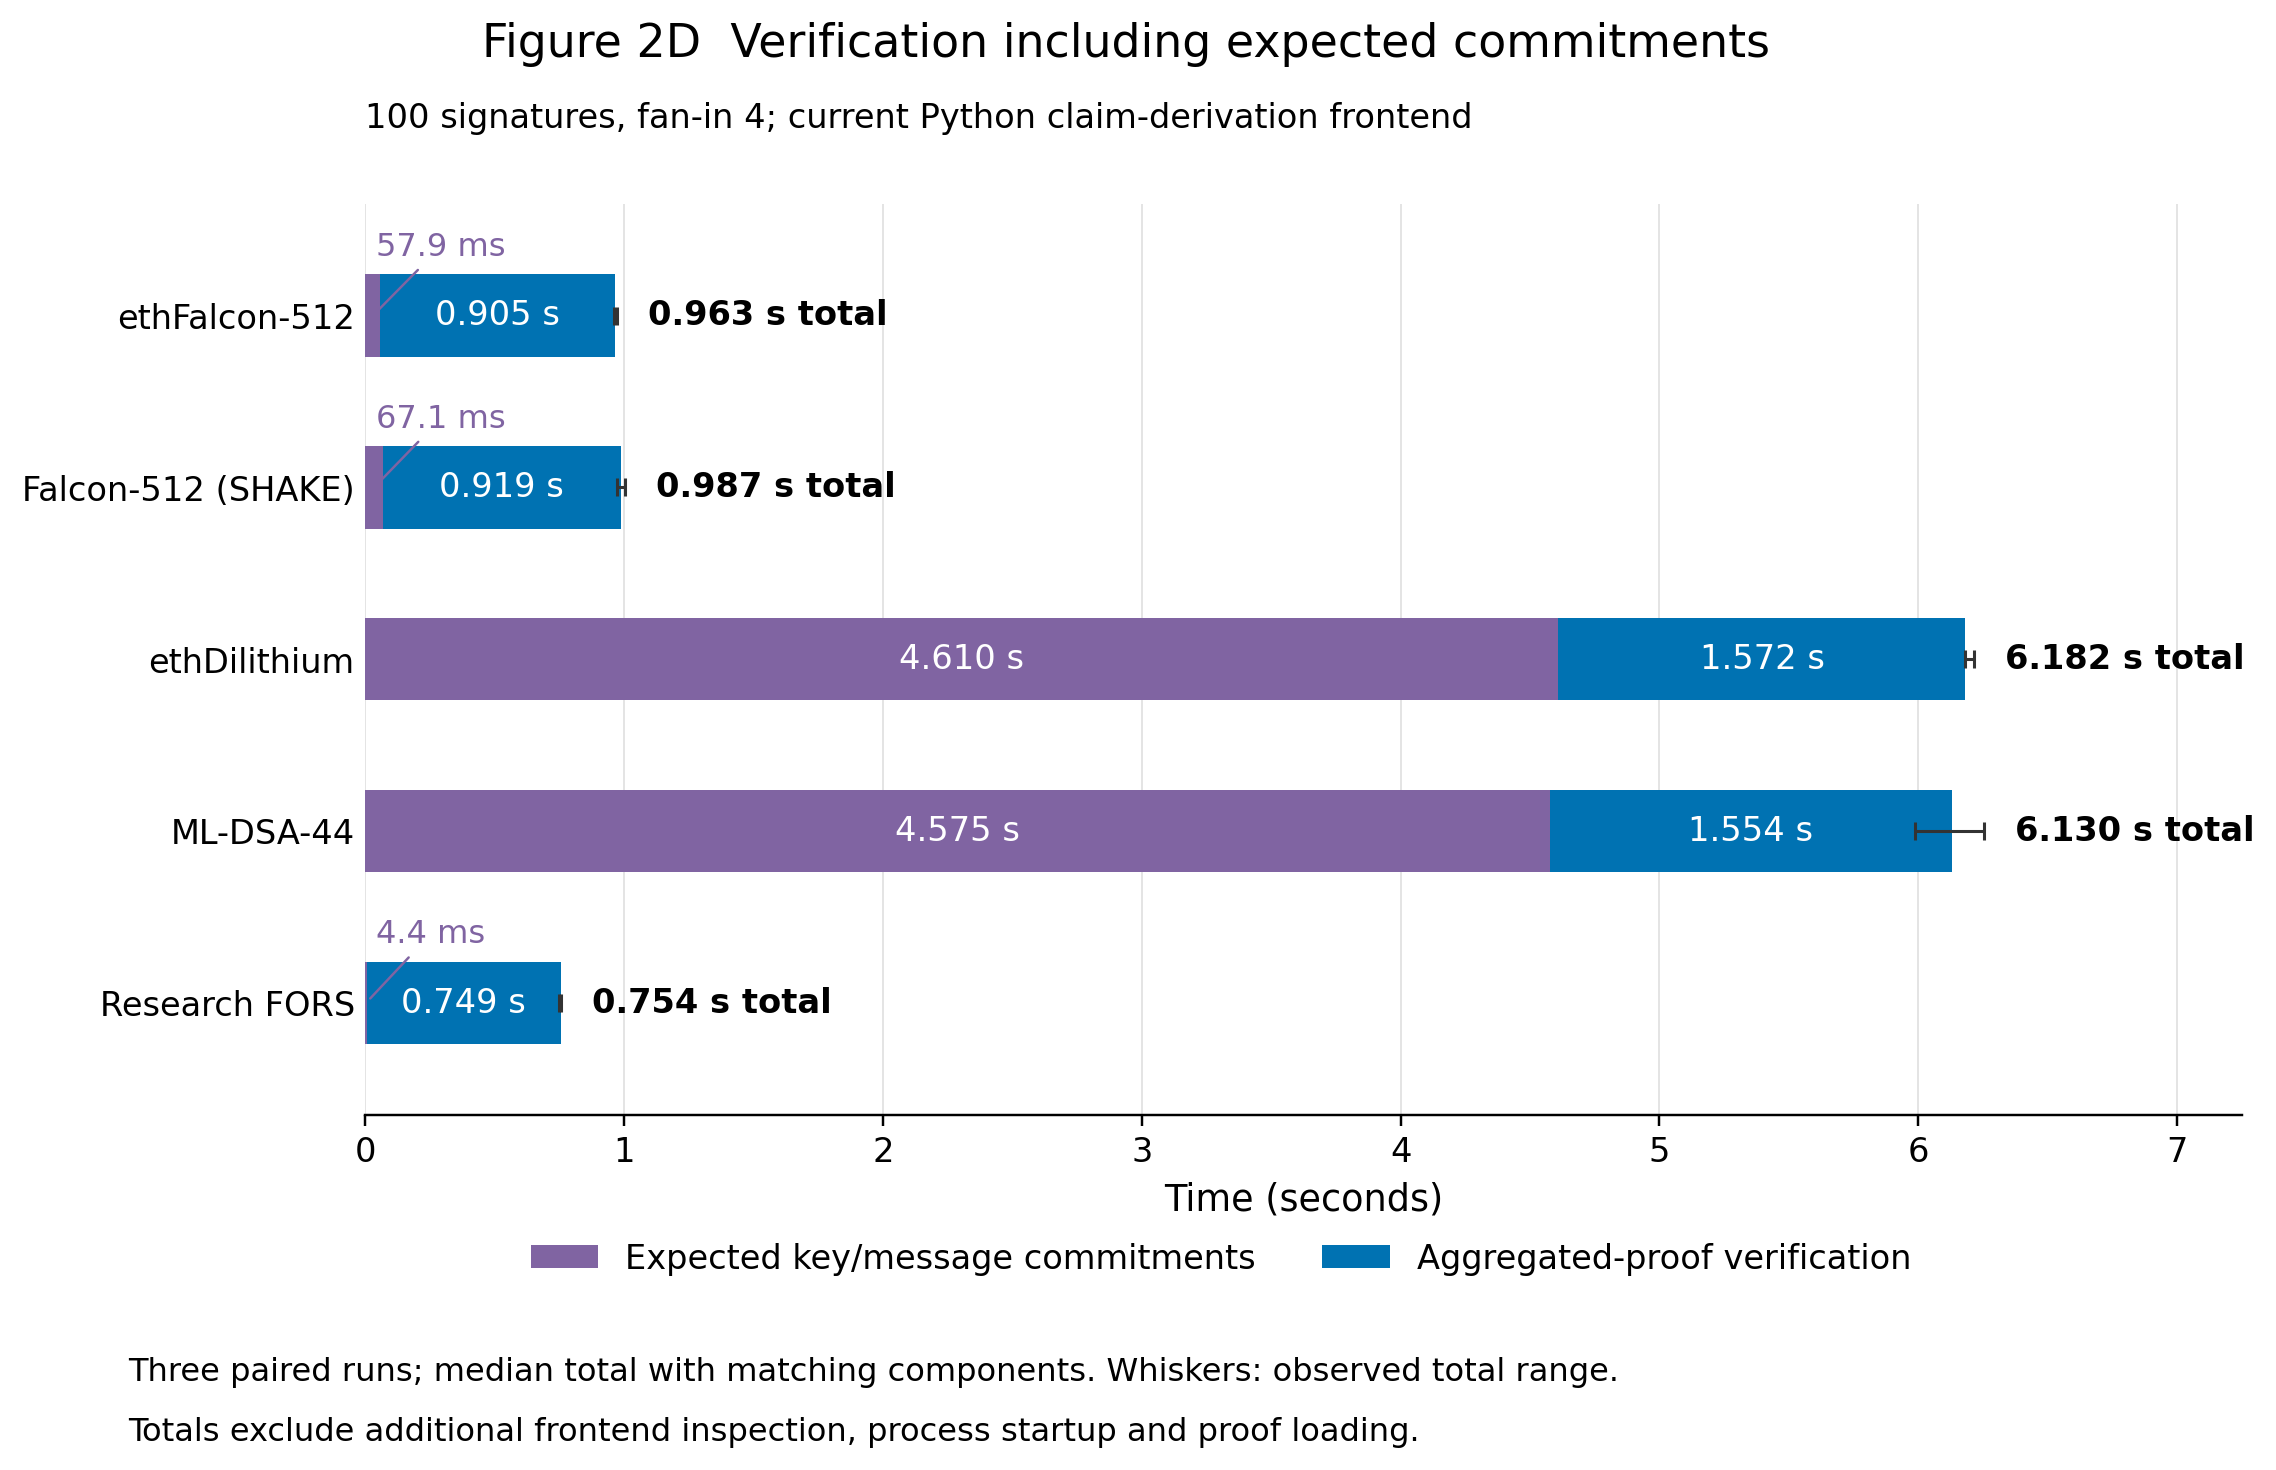 Figure 2D  Verification including expected commitments
100 signatures, fan-in 4; current Python claim-derivation frontend
57.9 ms
ethFalcon-512
0.905 s
0.963 s total
67.1 ms
Falcon-512 (SHAKE)
0.919 s
0.987 s total
ethDilithium
4.610 s
1.572 s
6.182 s total
ML-DSA-44
4.575 s
1.554 s
6.130 s total
4.4 ms
Research FORS
0.749 s
0.754 s total
0 1 2 3 4 5 6 7
Time (seconds)
Expected key/message commitments
Aggregated-proof verification
Three paired runs; median total with matching components. Whiskers: observed total range.
Totals exclude additional frontend inspection, process startup and proof loading.